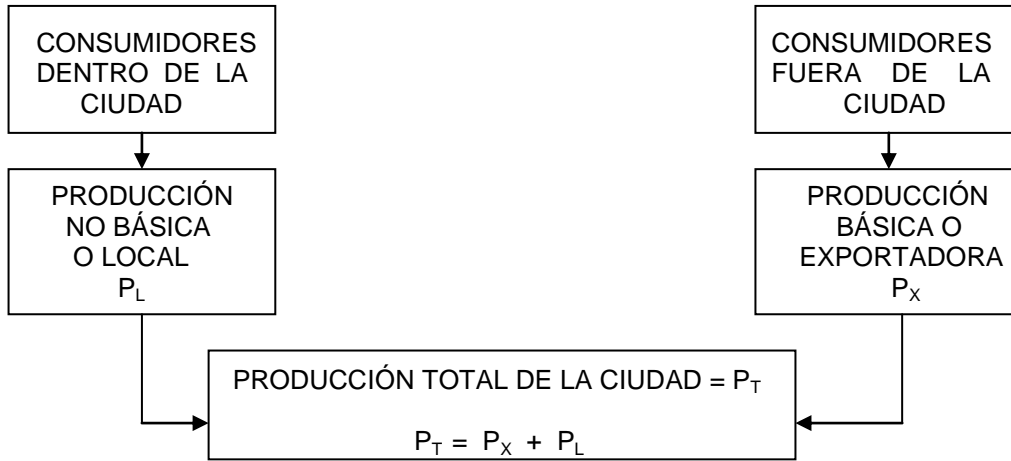 CONSUMIDORES
DENTRO DE LA
CIUDAD
CONSUMIDORES
FUERA DE LA
CIUDAD
PRODUCCIÓN
NO BÁSICA
O LOCAL
P_L
PRODUCCIÓN
BÁSICA O
EXPORTADORA
P_X
PRODUCCIÓN TOTAL DE LA CIUDAD = P_T
P_T = P_X + P_L